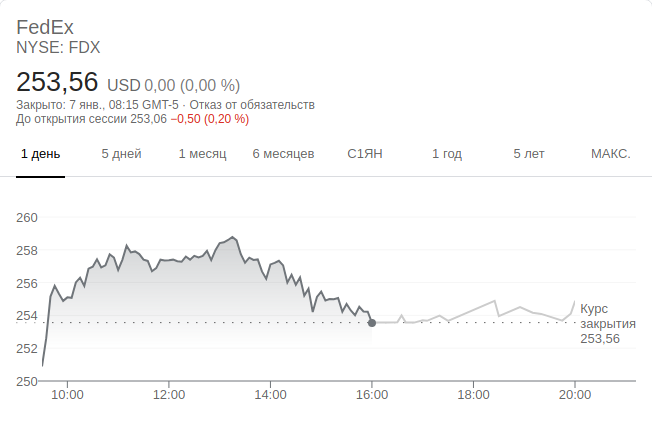 FedEx
NYSE: FDX
253,56 USD 0,00 (0,00 %)
Закрыто: 7 янв., 08:15 GMT-5 · Отказ от обязательств
До открытия сессии 253,06 −0,50 (0,20 %)
1 день 5 дней 1 месяц 6 месяцев С1ЯН 1 год 5 лет МАКС.
260
258
256
254
252
250
Курс
закрытия
253,56
10:00 12:00 14:00 16:00 18:00 20:00